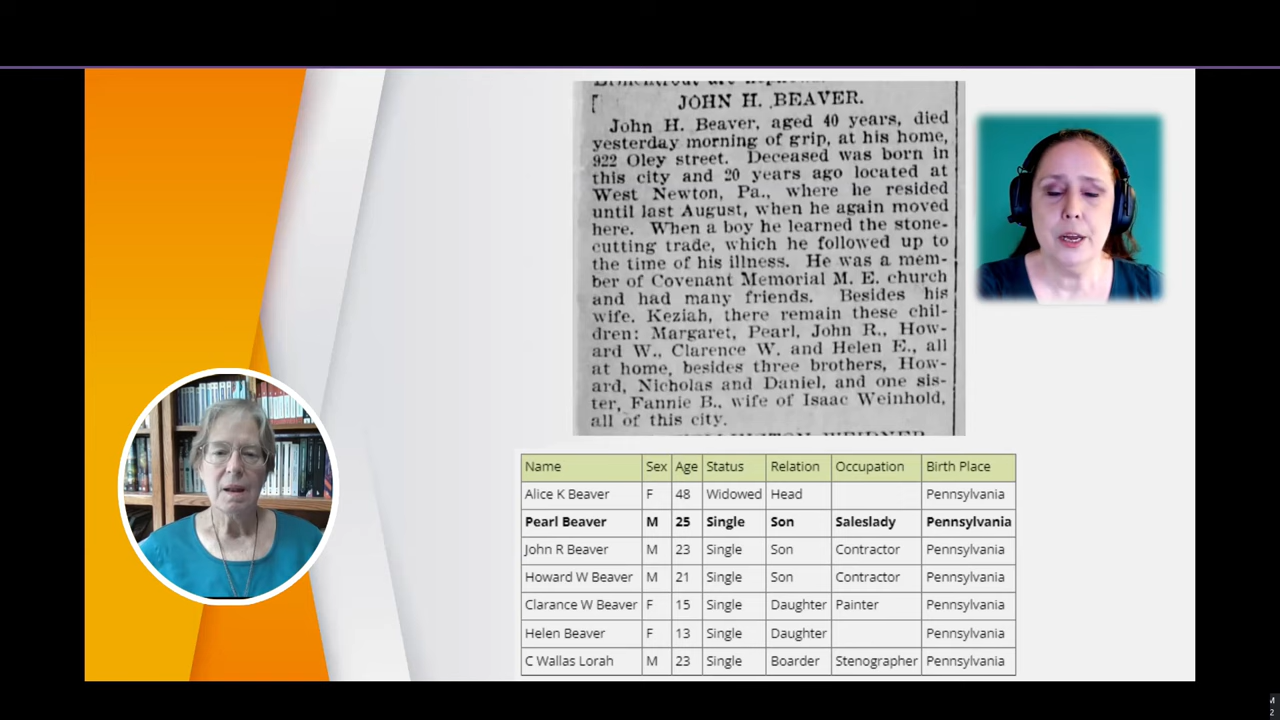 JOHN H. BEAVER.
John H. Beaver, aged 40 years, died
yesterday morning of grip, at his home,
922 Oley street. Deceased was born in
this city and 20 years ago located at
West Newton, Pa., where he resided
until last August, when he again moved
here. When a boy he learned the stone-
cutting trade, which he followed up to
the time of his illness. He was a mem-
ber of Covenant Memorial M. E. church
and had many friends. Besides his
wife, Keziah, there remain these chil-
dren: Margaret, Pearl, John R., How-
ard W., Clarence W. and Helen E., all
at home, besides three brothers, How-
ard, Nicholas and Daniel, and one sis-
ter, Fannie B., wife of Isaac Weinhold,
all of this city.
Name Sex Age Status Relation Occupation Birth Place
Alice K Beaver F 48 Widowed Head Pennsylvania
Pearl Beaver M 25 Single Son Saleslady Pennsylvania
John R Beaver M 23 Single Son Contractor Pennsylvania
Howard W Beaver M 21 Single Son Contractor Pennsylvania
Clarance W Beaver F 15 Single Daughter Painter Pennsylvania
Helen Beaver F 13 Single Daughter Pennsylvania
C Wallas Lorah M 23 Single Boarder Stenographer Pennsylvania